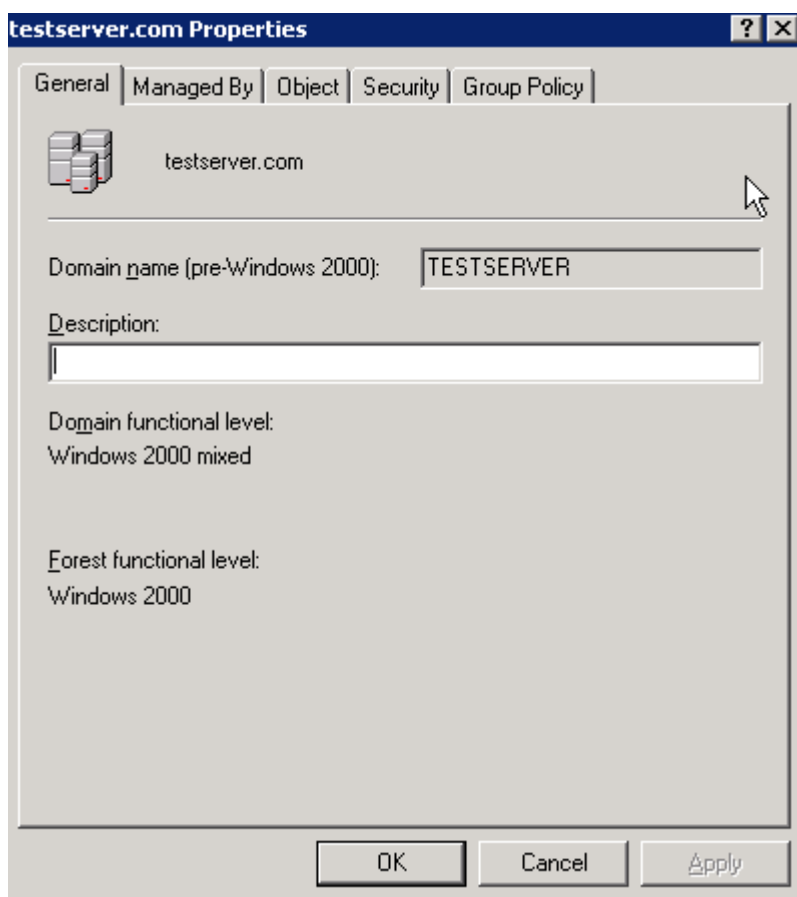 testserver.com Properties
General Managed By Object Security Group Policy
testserver.com
Domain name (pre-Windows 2000): TESTSERVER
Description:
Domain functional level:
Windows 2000 mixed
Forest functional level:
Windows 2000
OK Cancel Apply